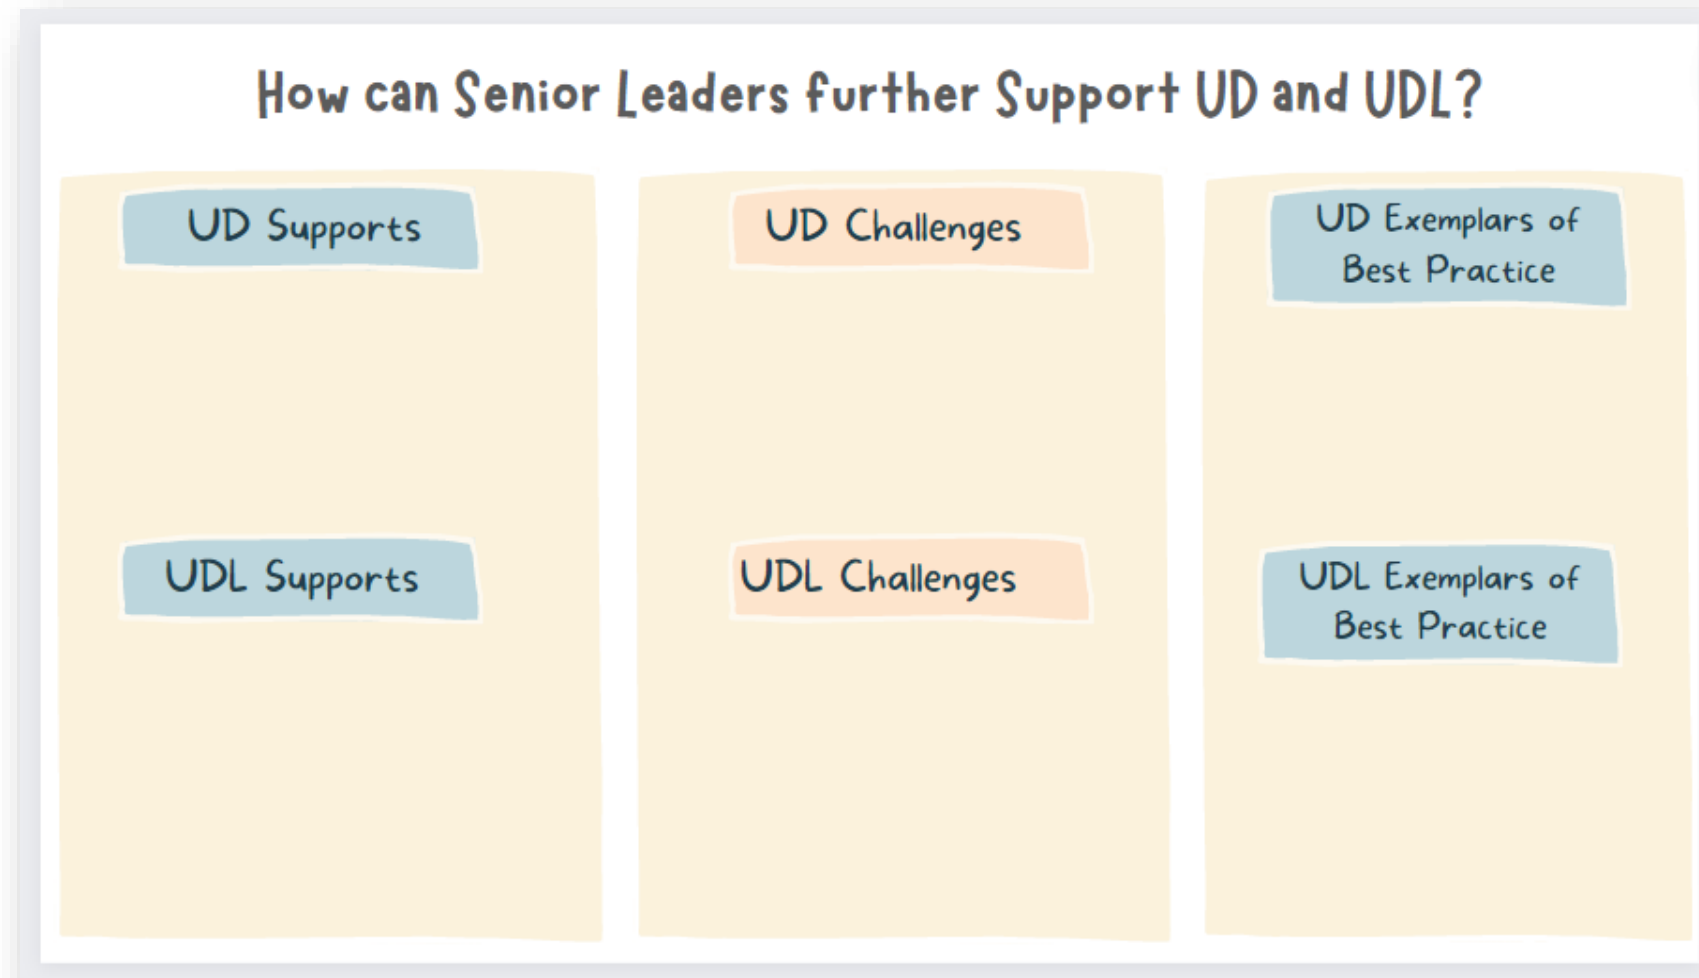 How can Senior Leaders further Support UD and UDL?
UD Supports
UDL Supports
UD Challenges
UDL Challenges
UD Exemplars of
Best Practice
UDL Exemplars of
Best Practice